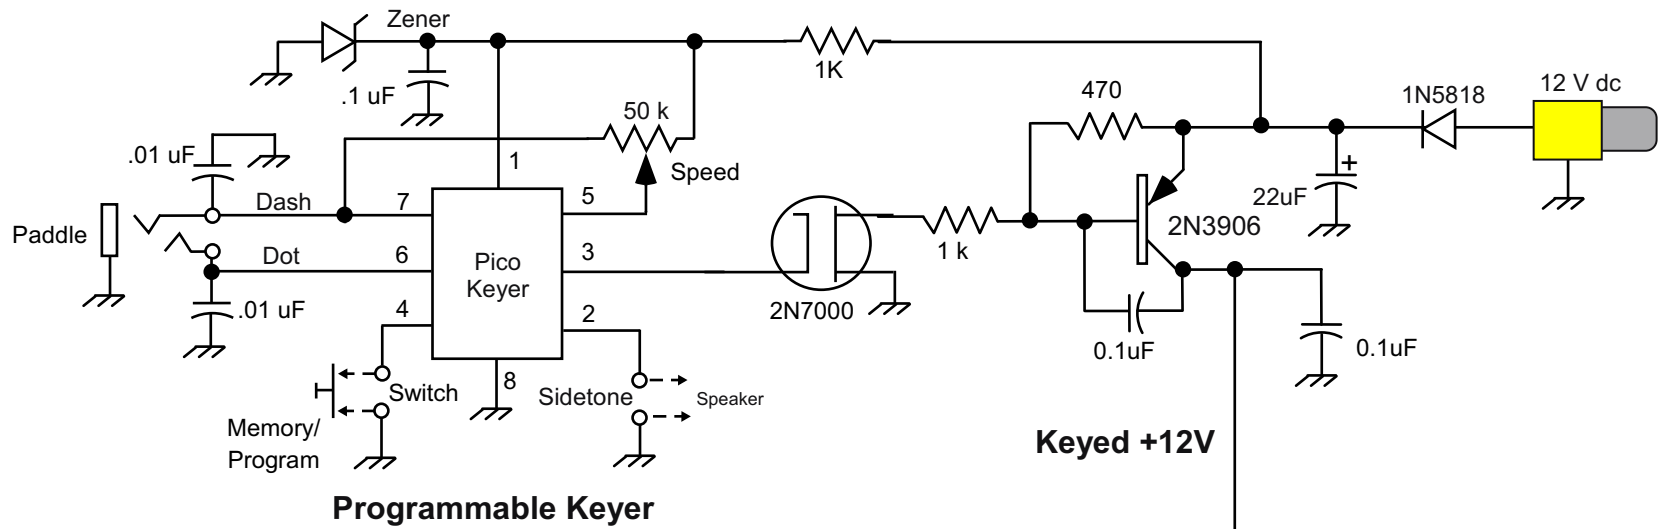 Zener
.1 uF
1K
470
1N5818
12 V dc
50 k
.01 uF
1
Speed
22uF
+
Dash
7
5
Paddle
2N3906
1 k
Dot
6
3
Pico
Keyer
2N7000
.01 uF
4
2
0.1uF
0.1uF
8
Switch
Sidetone
Speaker
Memory/
Program
Keyed +12V
Programmable Keyer